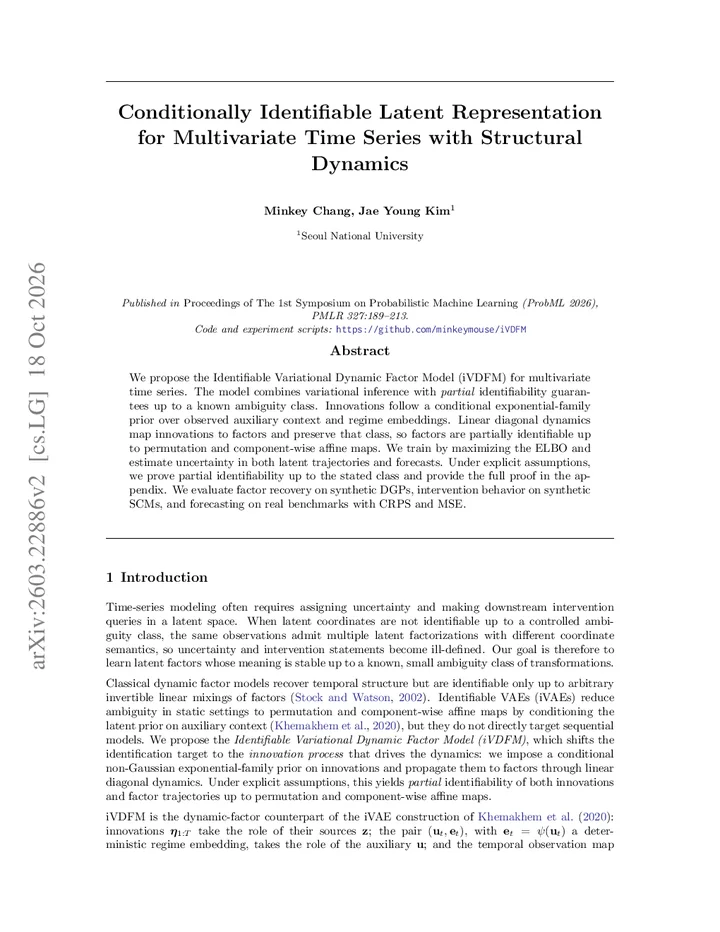 Conditionally Identifiable Latent Representation
for Multivariate Time Series with Structural
Dynamics
Minkey Chang, Jae Young Kim¹
¹Seoul National University
Published in Proceedings of The 1st Symposium on Probabilistic Machine Learning (ProbML 2026),
PMLR 327:189–213.
Code and experiment scripts: https://github.com/minkeymouse/iVDFM
Abstract
We propose the Identifiable Variational Dynamic Factor Model (iVDFM) for multivariate
time series. The model combines variational inference with partial identifiability guaran-
tees up to a known ambiguity class. Innovations follow a conditional exponential-family
prior over observed auxiliary context and regime embeddings. Linear diagonal dynamics
map innovations to factors and preserve that class, so factors are partially identifiable up
to permutation and component-wise affine maps. We train by maximizing the ELBO and
estimate uncertainty in both latent trajectories and forecasts. Under explicit assumptions,
we prove partial identifiability up to the stated class and provide the full proof in the ap-
pendix. We evaluate factor recovery on synthetic DGPs, intervention behavior on synthetic
SCMs, and forecasting on real benchmarks with CRPS and MSE.
1 Introduction
Time-series modeling often requires assigning uncertainty and making downstream intervention
queries in a latent space. When latent coordinates are not identifiable up to a controlled ambi-
guity class, the same observations admit multiple latent factorizations with different coordinate
semantics, so uncertainty and intervention statements become ill-defined. Our goal is therefore to
learn latent factors whose meaning is stable up to a known, small ambiguity class of transformations.
Classical dynamic factor models recover temporal structure but are identifiable only up to arbitrary
invertible linear mixings of factors (Stock and Watson, 2002). Identifiable VAEs (iVAEs) reduce
ambiguity in static settings to permutation and component-wise affine maps by conditioning the
latent prior on auxiliary context (Khemakhem et al., 2020), but they do not directly target sequential
models. We propose the Identifiable Variational Dynamic Factor Model (iVDFM), which shifts the
identification target to the innovation process that drives the dynamics: we impose a conditional
non-Gaussian exponential-family prior on innovations and propagate them to factors through linear
diagonal dynamics. Under explicit assumptions, this yields partial identifiability of both innovations
and factor trajectories up to permutation and component-wise affine maps.
iVDFM is the dynamic-factor counterpart of the iVAE construction of Khemakhem et al. (2020):
innovations η₁:T take the role of their sources z; the pair (uₜ, eₜ), with eₜ = ψ(uₜ) a deter-
ministic regime embedding, takes the role of the auxiliary u; and the temporal observation map
arXiv:2603.22886v2 [cs.LG] 18 Oct 2026